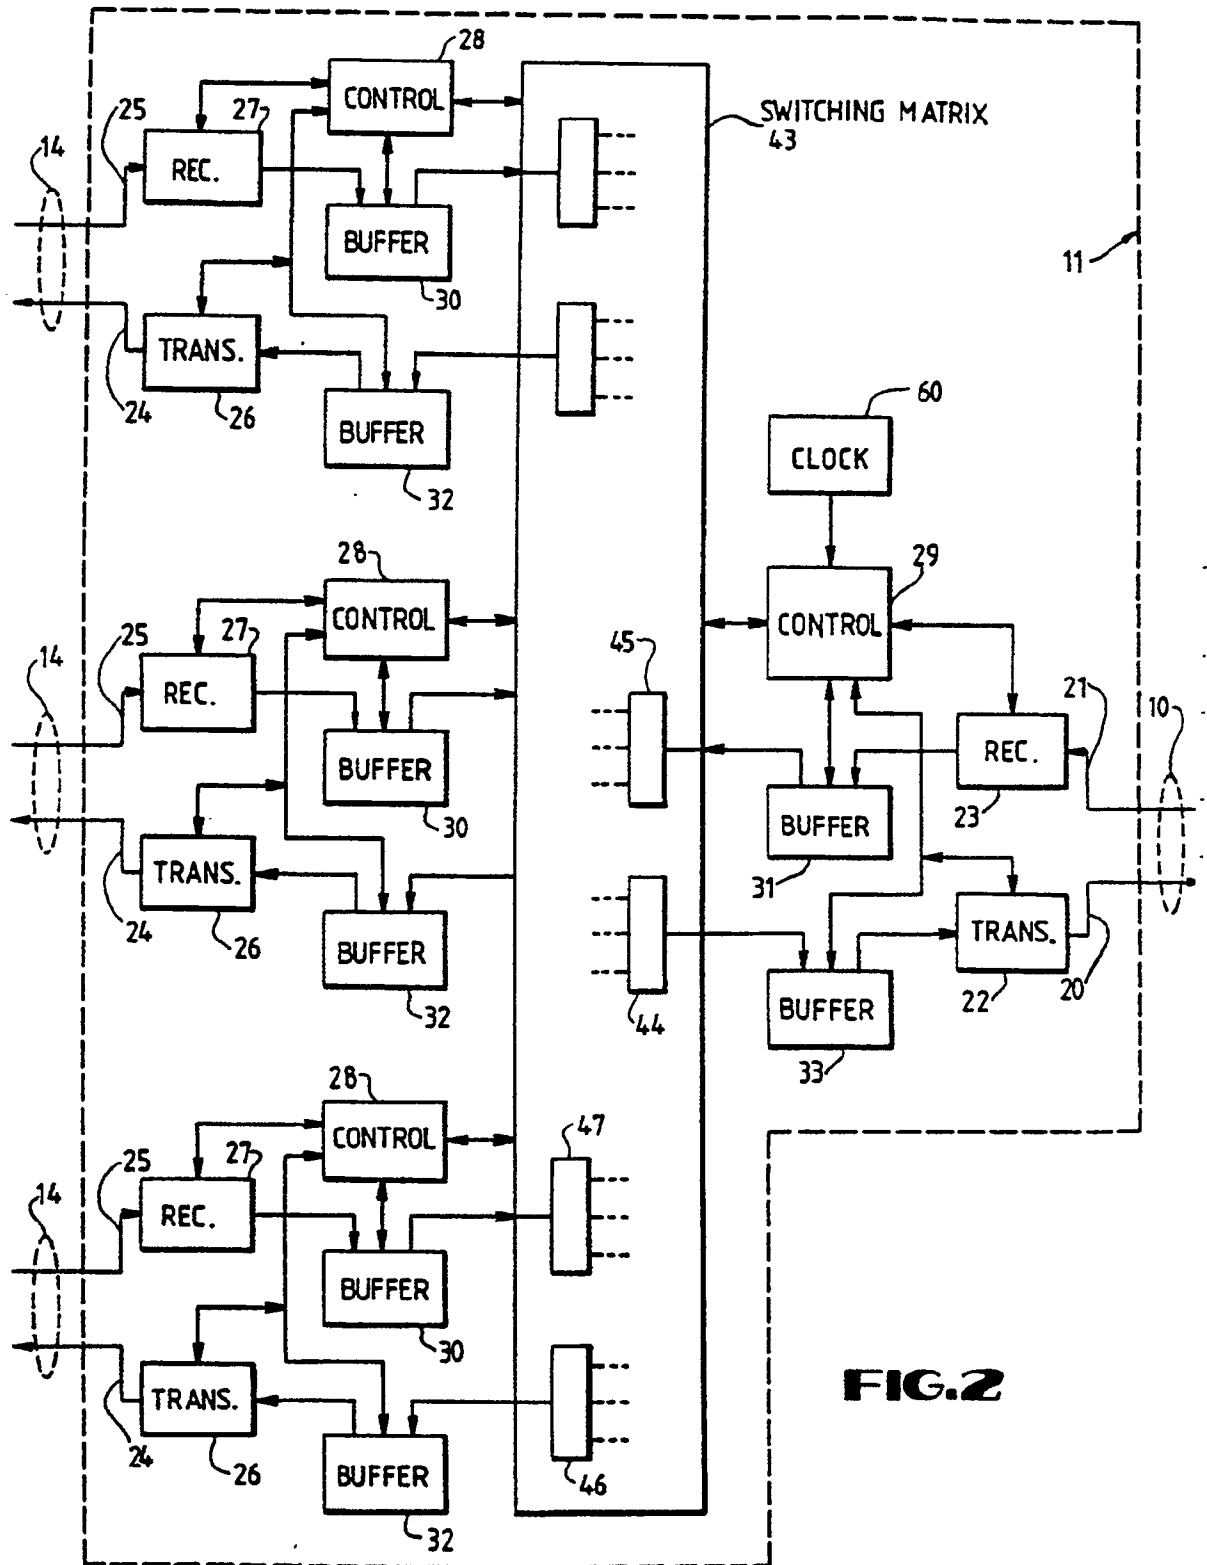 28
CONTROL
25
27
14
REC.
SWITCHING MATRIX
43
BUFFER
30
11
TRANS.
24
26
BUFFER
32
60
CLOCK
28
CONTROL
25
27
14
REC.
29
CONTROL
45
21
10
BUFFER
30
REC.
23
BUFFER
31
TRANS.
24
26
BUFFER
32
44
TRANS.
22
20
BUFFER
33
28
CONTROL
25
27
14
REC.
47
BUFFER
30
TRANS.
24
26
BUFFER
32
46
FIG.2